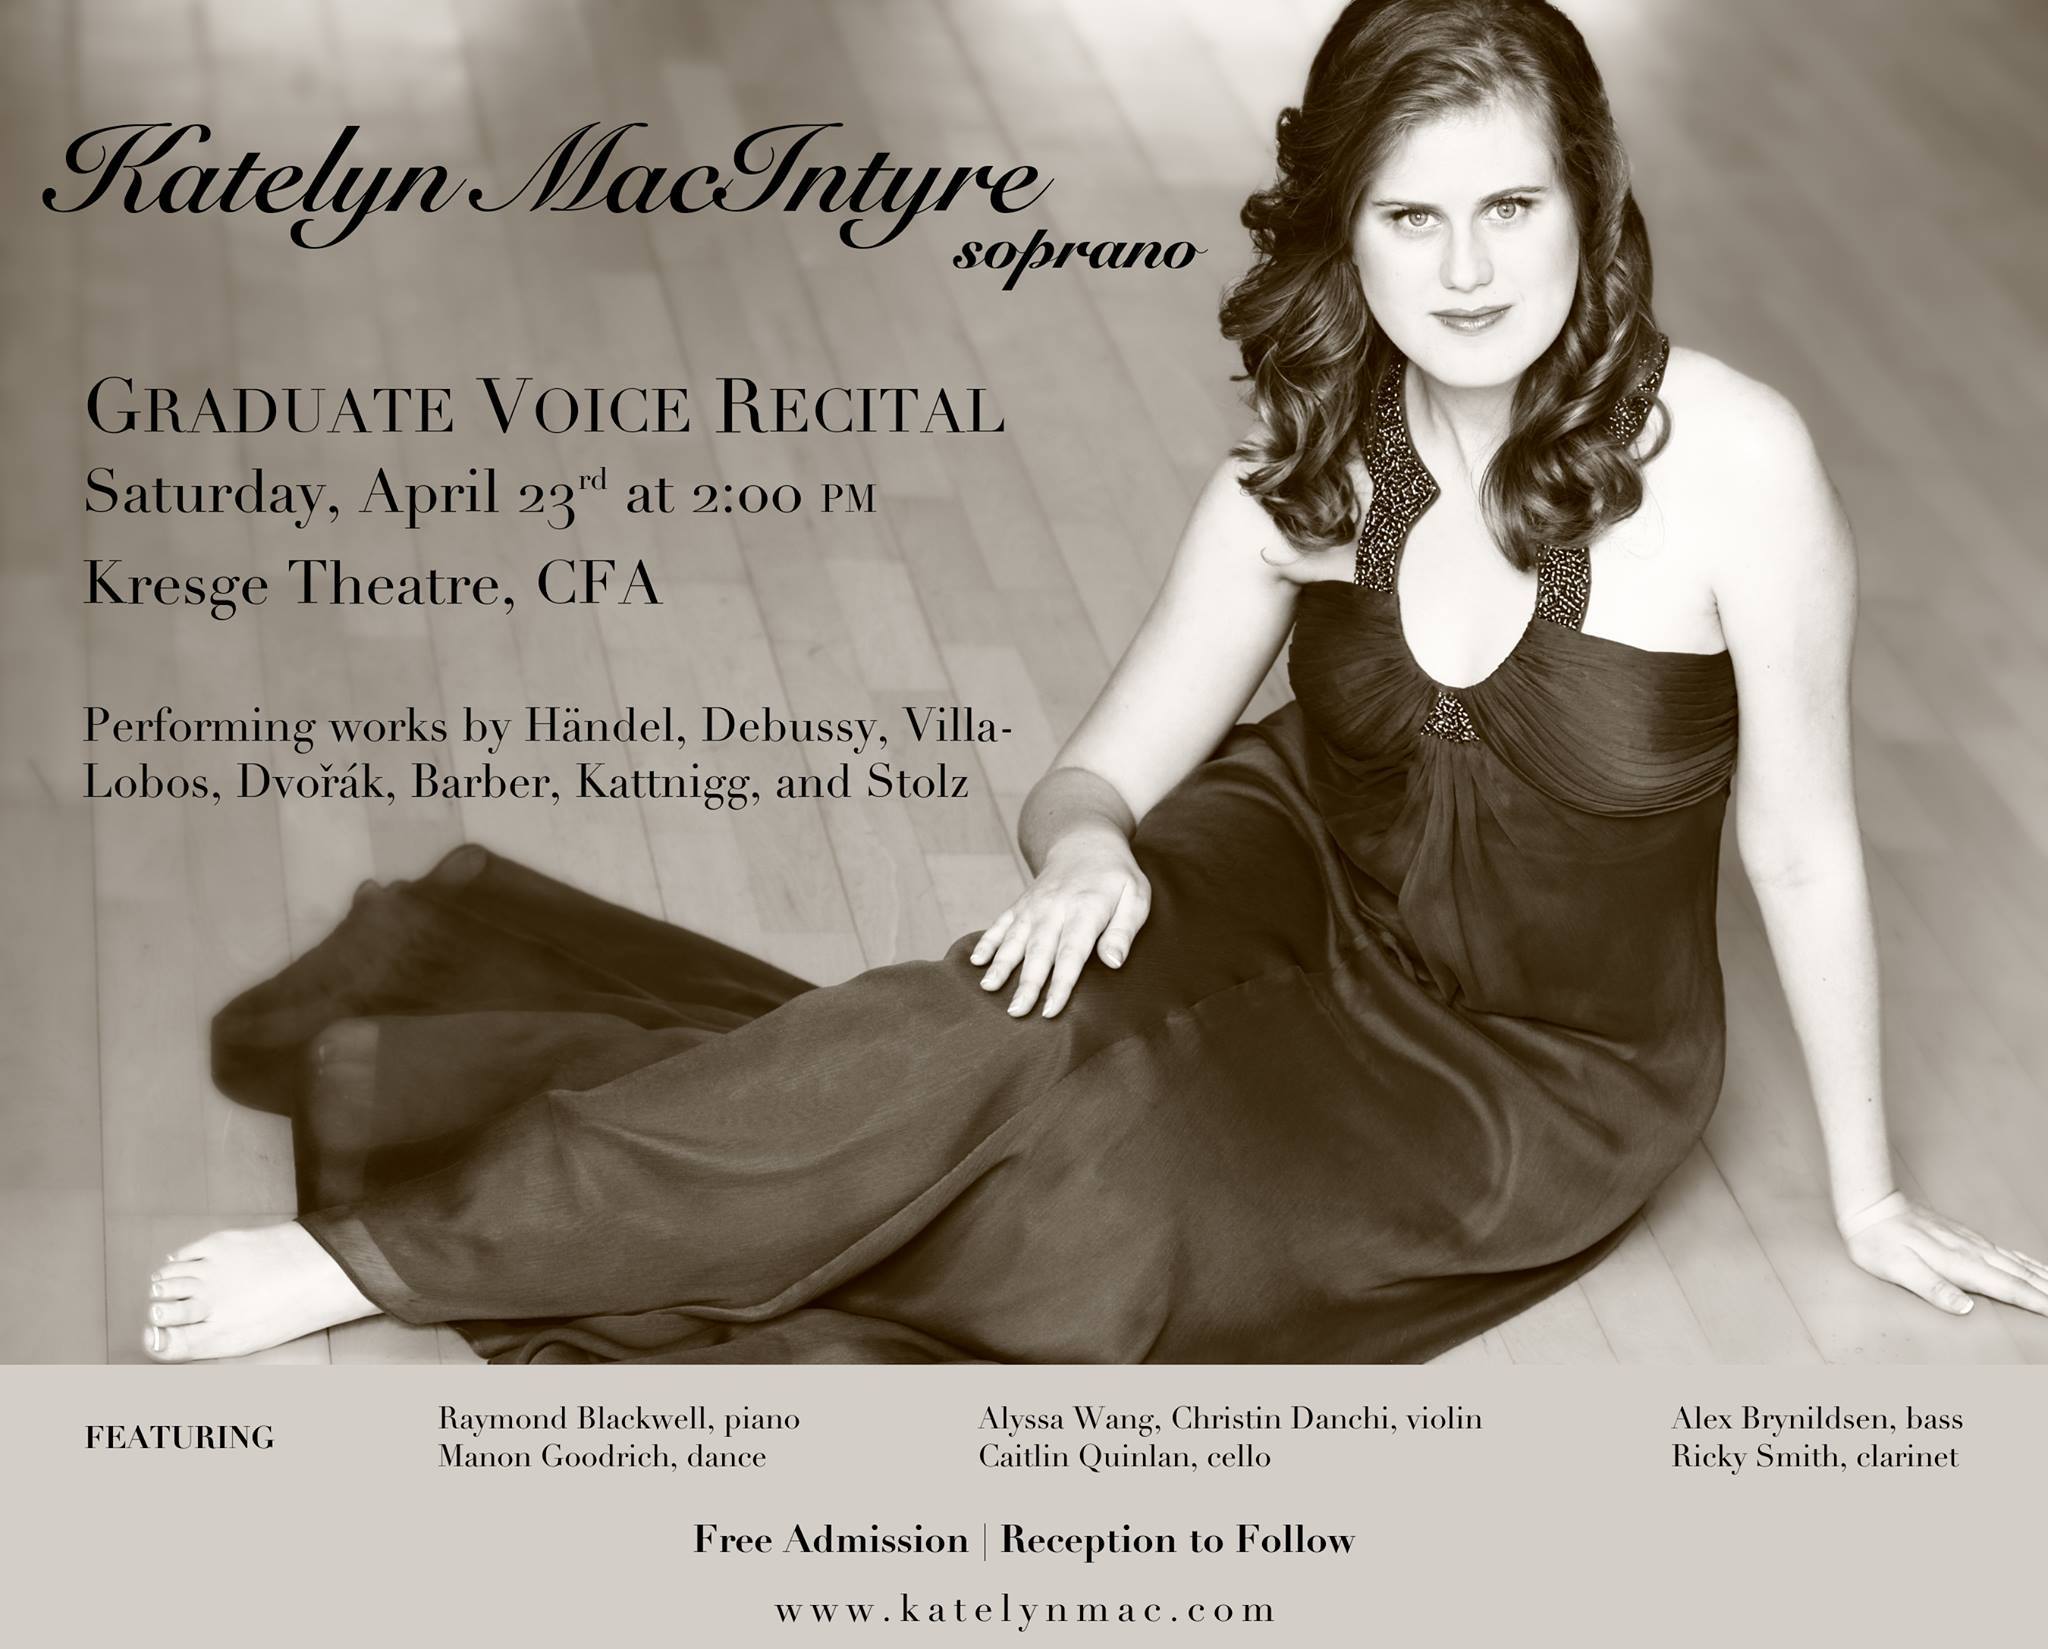 Katelyn MacIntyre
soprano
GRADUATE VOICE RECITAL
Saturday, April 23rd at 2:00 PM
Kresge Theatre, CFA
Performing works by Händel, Debussy, Villa-
Lobos, Dvořák, Barber, Kattnigg, and Stolz
FEATURING
Raymond Blackwell, piano
Manon Goodrich, dance
Alyssa Wang, Christin Danchi, violin
Caitlin Quinlan, cello
Alex Brynildsen, bass
Ricky Smith, clarinet
Free Admission | Reception to Follow
www.katelynmac.com